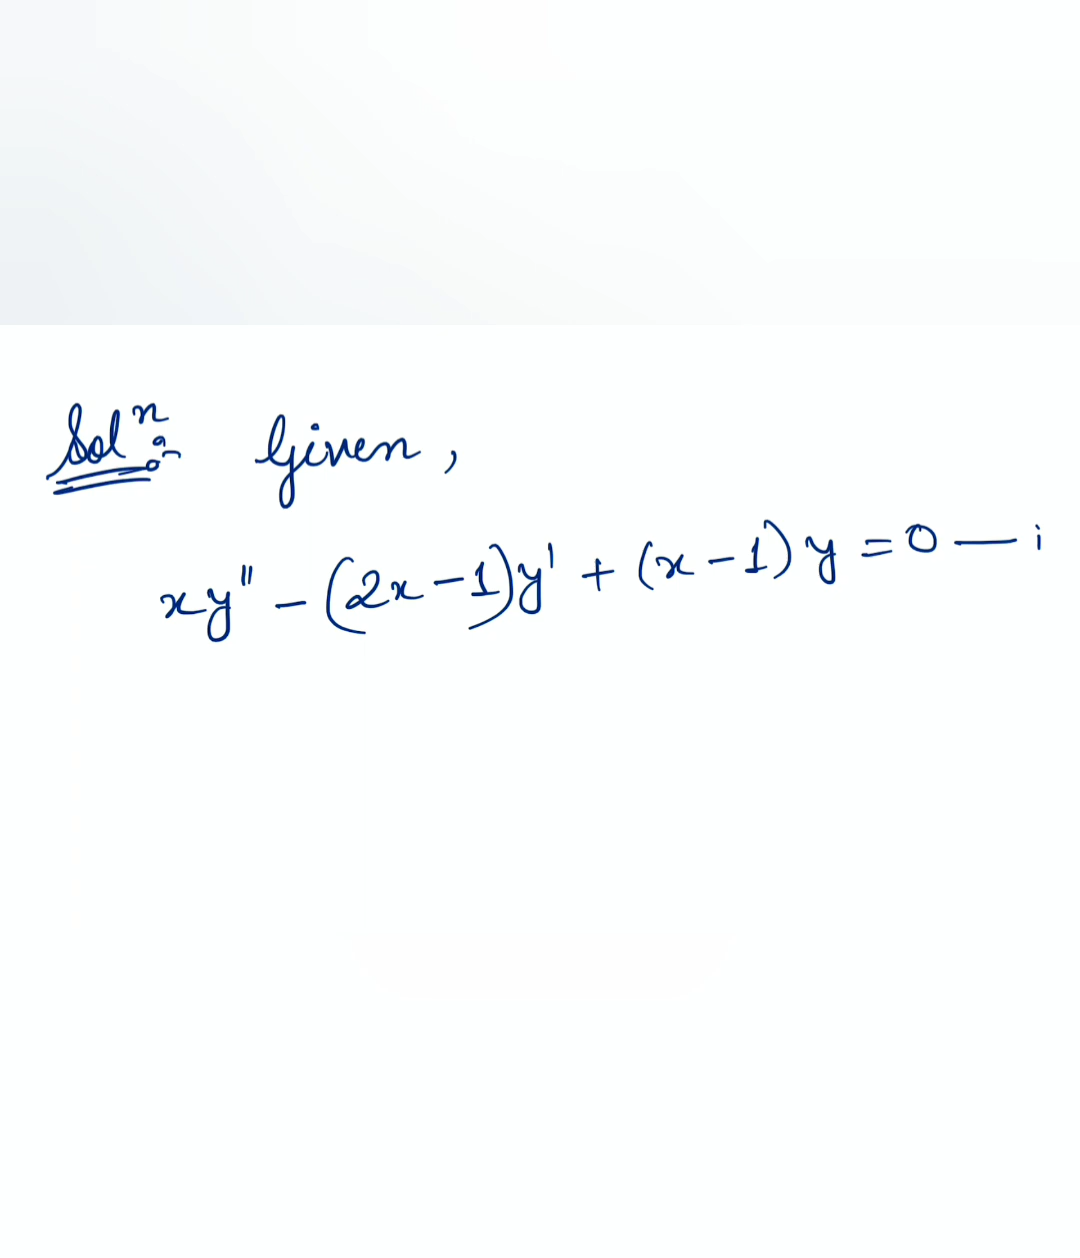 Solⁿ:- Given,
xy" - (2x-1)y' + (x-1)y = 0 — i